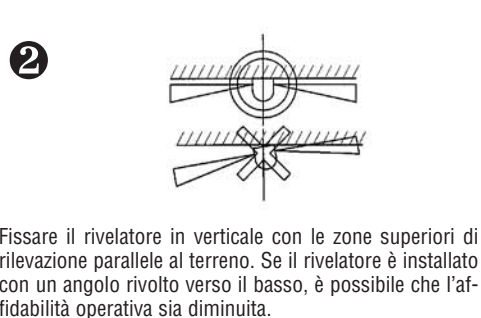 2
Fissare il rivelatore in verticale con le zone superiori di
rilevazione parallele al terreno. Se il rivelatore è installato
con un angolo rivolto verso il basso, è possibile che l'af-
fidabilità operativa sia diminuita.